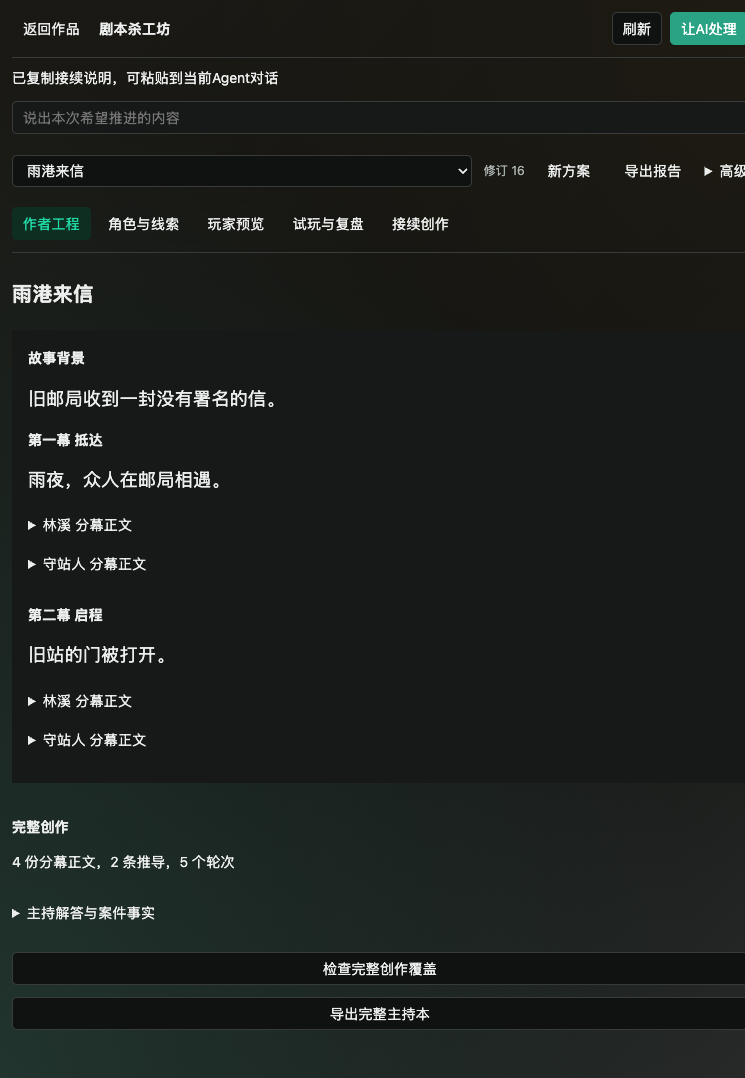 返回作品 剧本杀工坊 刷新 让AI处理
已复制接续说明，可粘贴到当前Agent对话
说出本次希望推进的内容
雨港来信 修订 16 新方案 导出报告 ▶ 高级
作者工程 角色与线索 玩家预览 试玩与复盘 接续创作
雨港来信
故事背景
旧邮局收到一封没有署名的信。
第一幕 抵达
雨夜，众人在邮局相遇。
▶ 林溪 分幕正文
▶ 守站人 分幕正文
第二幕 启程
旧站的门被打开。
▶ 林溪 分幕正文
▶ 守站人 分幕正文
完整创作
4 份分幕正文，2 条推导，5 个轮次
▶ 主持解答与案件事实
检查完整创作覆盖
导出完整主持本